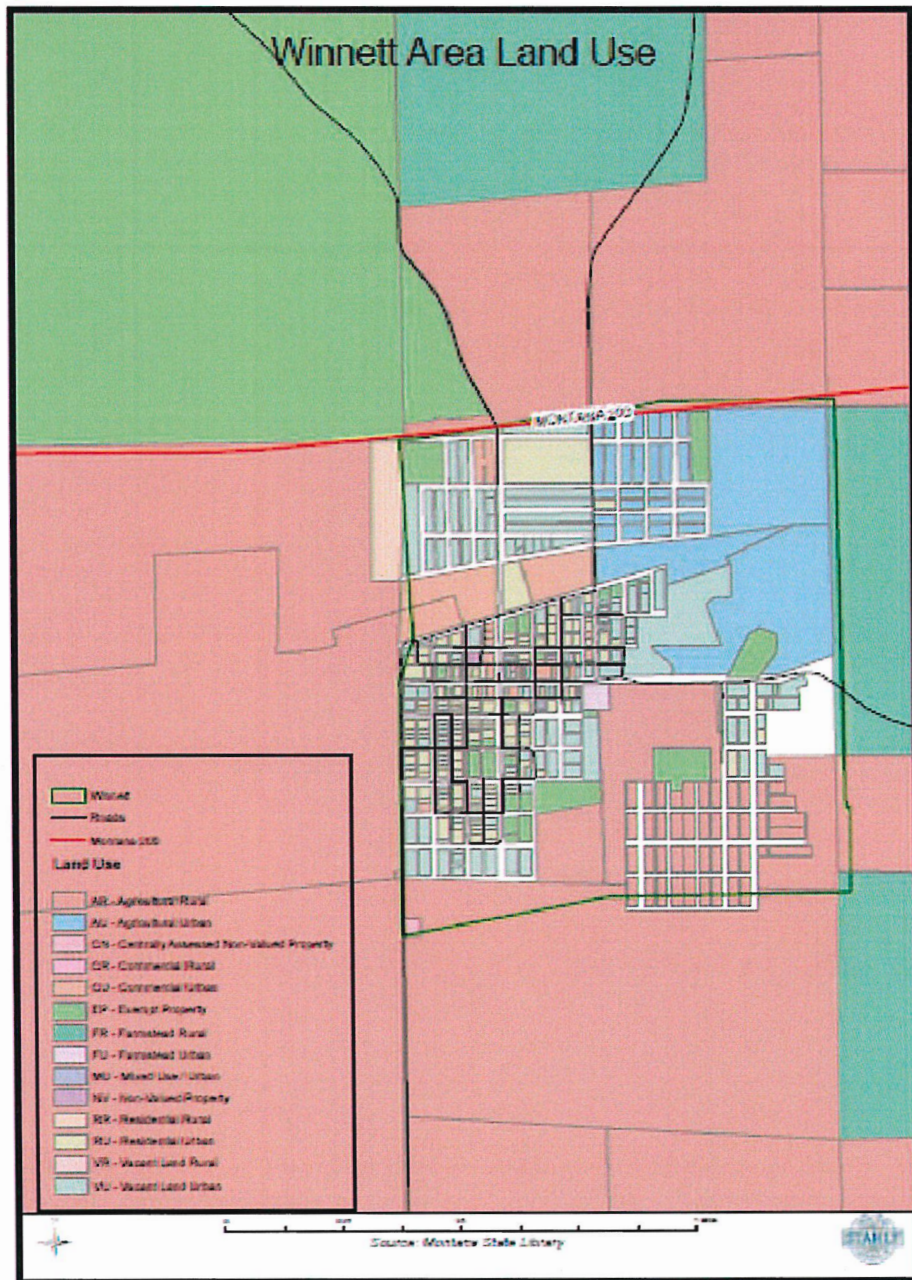 Winnett Area Land Use
MONTANA 200
Winnett
Roads
Montana 200
Land Use
AR - Agricultural Rural
AU - Agricultural Urban
CN - Centrally Assessed Non-Valued Property
CR - Commercial Rural
CU - Commercial Urban
EP - Exempt Property
FR - Farmstead Rural
FU - Farmstead Urban
MU - Mixed Use / Urban
NV - Non-Valued Property
RR - Residential Rural
RU - Residential Urban
VR - Vacant Land Rural
VU - Vacant Land Urban
Source: Montana State Library